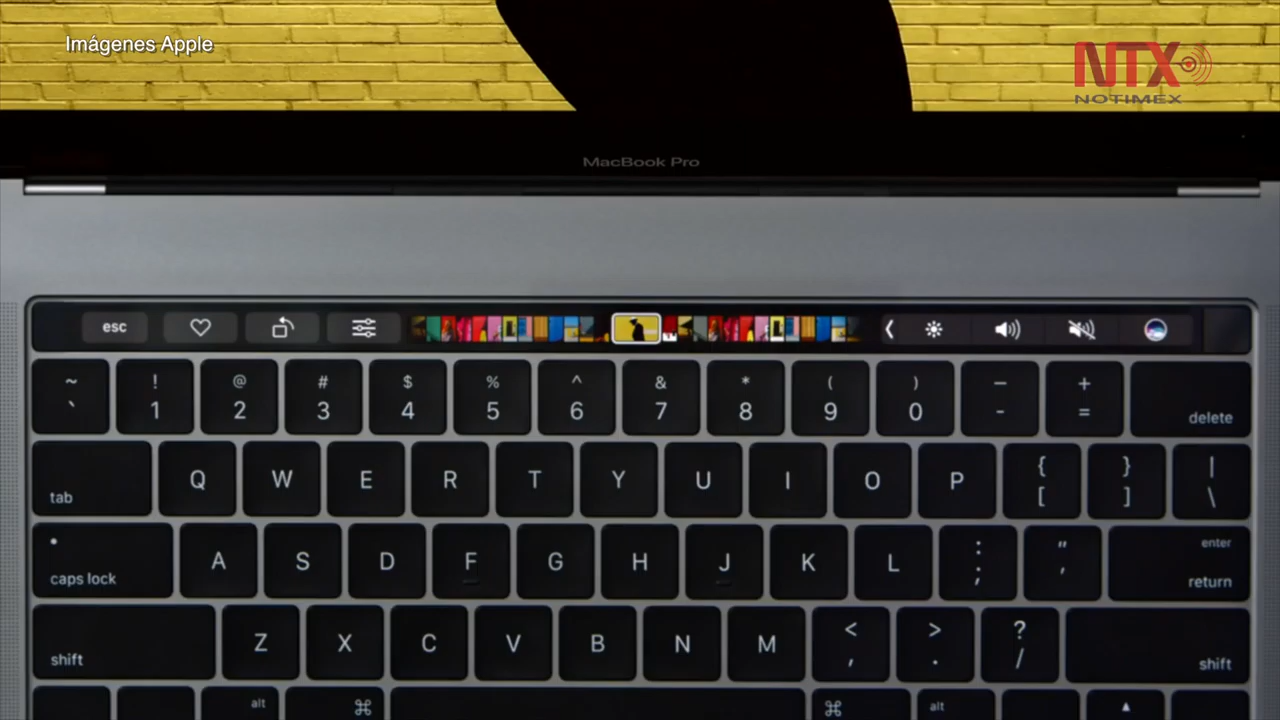 Imágenes Apple
NTX
NOTIMEX
MacBook Pro
esc
~ ! @ # $ % ^ & * ( ) — +
` 1 2 3 4 5 6 7 8 9 0 - = delete
tab Q W E R T Y U I O P { [ } ] | \
caps lock A S D F G H J K L : ; " ' enter return
shift Z X C V B N M < , > . ? / shift
alt ⌘ ⌘ alt ▲